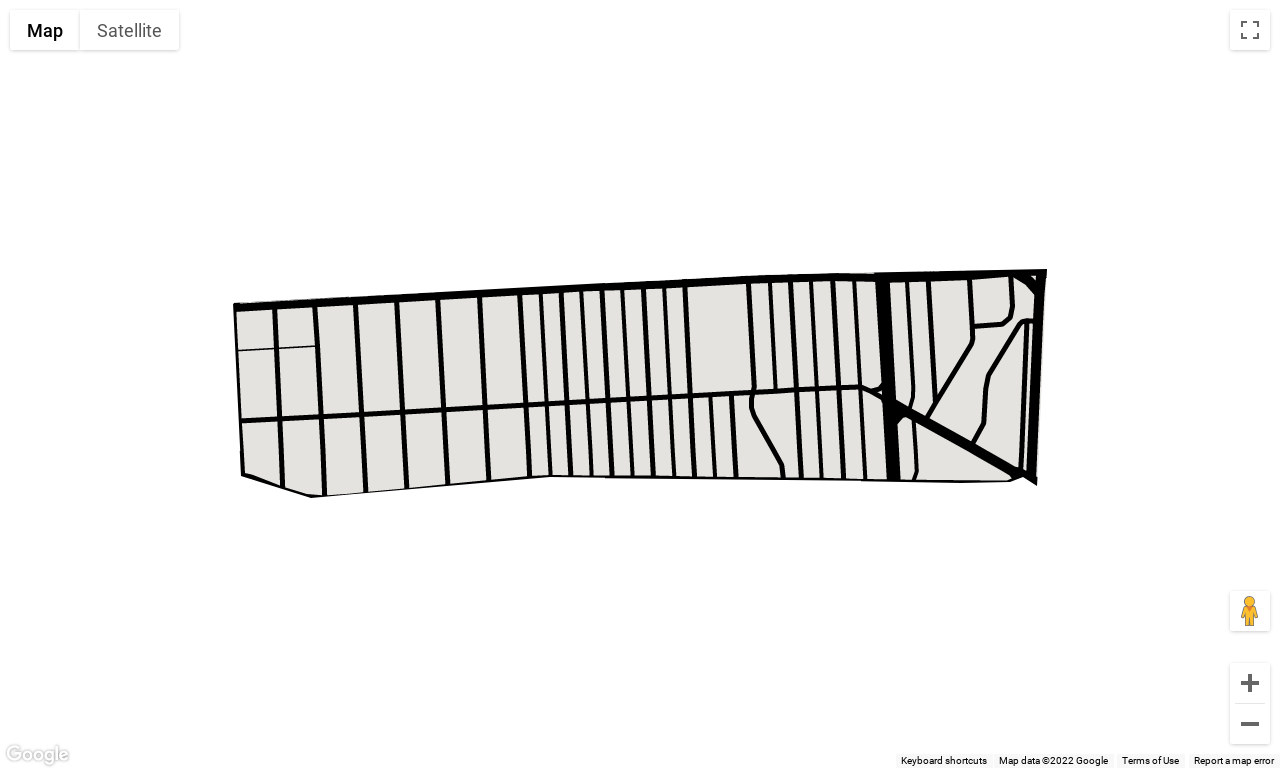 Map
Satellite
Google
Keyboard shortcuts
Map data ©2022 Google
Terms of Use
Report a map error